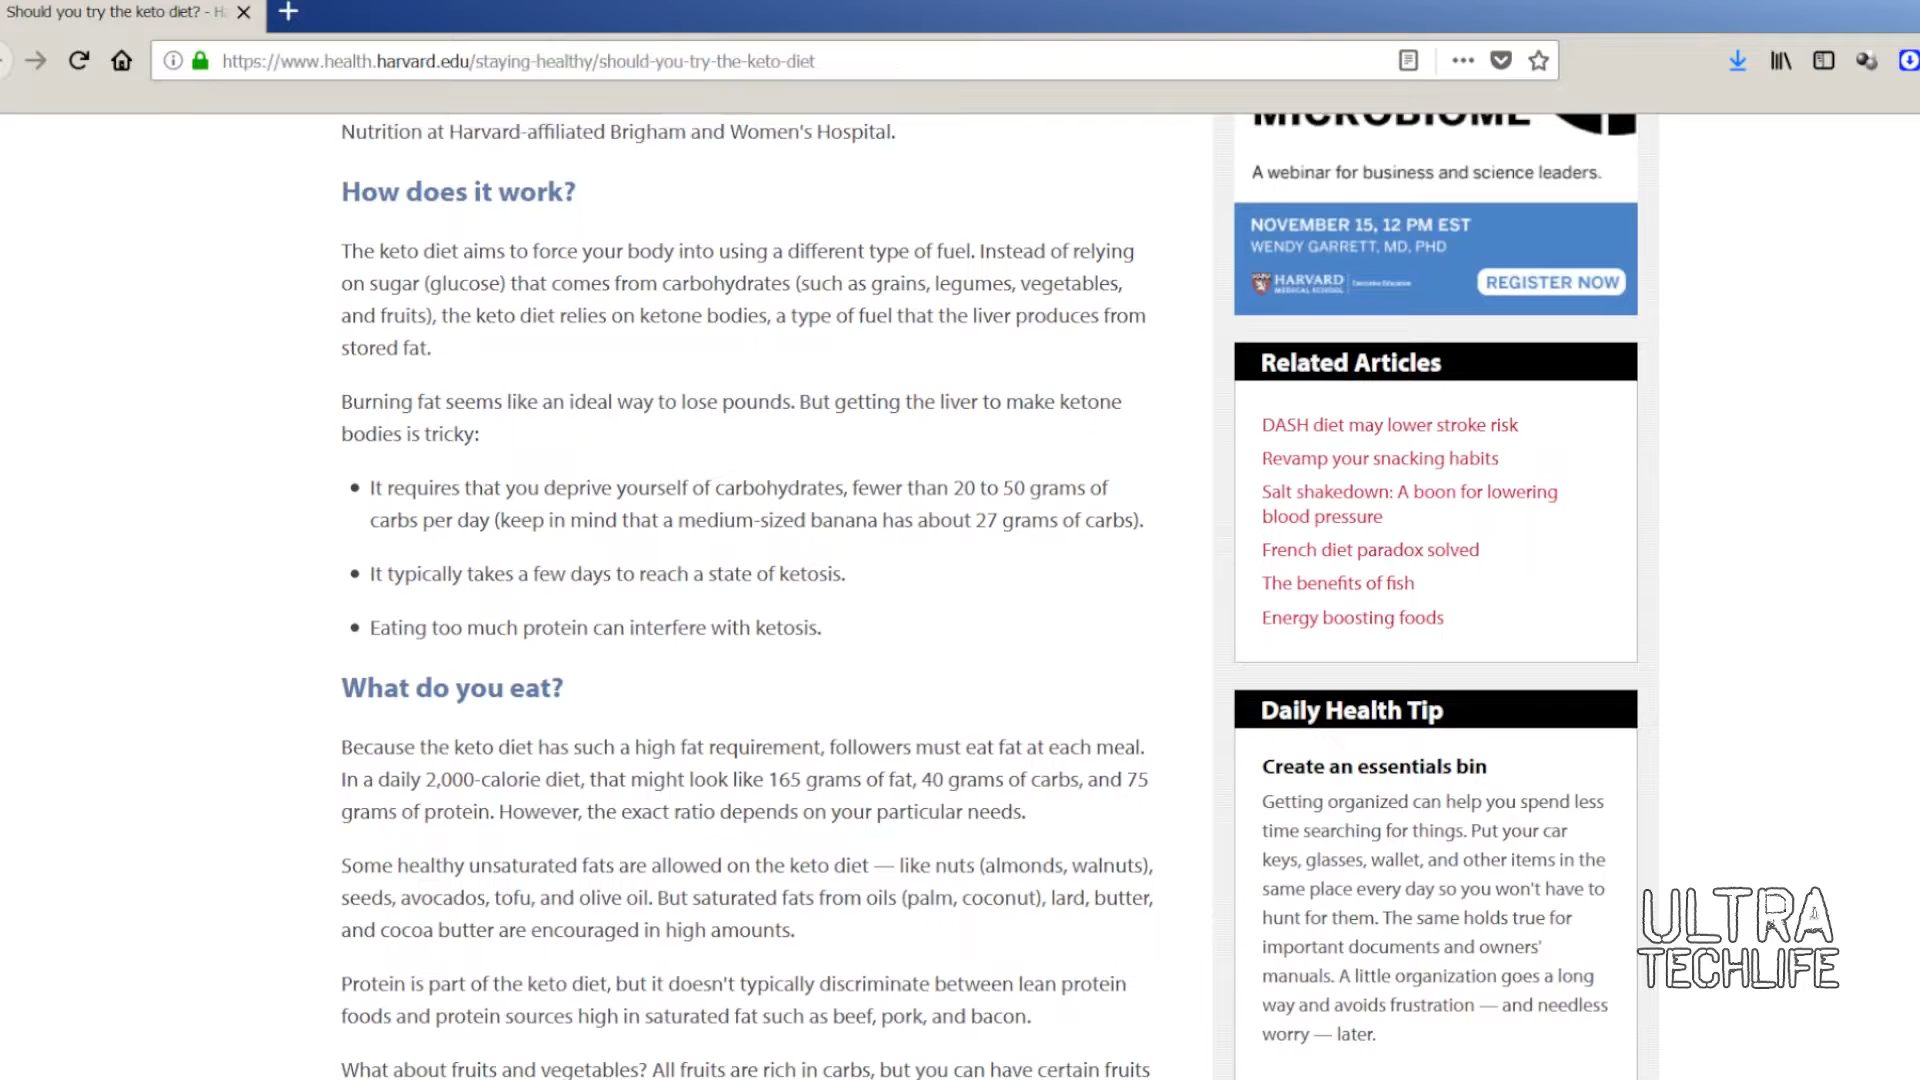 Should you try the keto diet? - Ha
https://www.health.harvard.edu/staying-healthy/should-you-try-the-keto-diet
Nutrition at Harvard-affiliated Brigham and Women's Hospital.
How does it work?
The keto diet aims to force your body into using a different type of fuel. Instead of relying
on sugar (glucose) that comes from carbohydrates (such as grains, legumes, vegetables,
and fruits), the keto diet relies on ketone bodies, a type of fuel that the liver produces from
stored fat.
Burning fat seems like an ideal way to lose pounds. But getting the liver to make ketone
bodies is tricky:
• It requires that you deprive yourself of carbohydrates, fewer than 20 to 50 grams of
carbs per day (keep in mind that a medium-sized banana has about 27 grams of carbs).
• It typically takes a few days to reach a state of ketosis.
• Eating too much protein can interfere with ketosis.
What do you eat?
Because the keto diet has such a high fat requirement, followers must eat fat at each meal.
In a daily 2,000-calorie diet, that might look like 165 grams of fat, 40 grams of carbs, and 75
grams of protein. However, the exact ratio depends on your particular needs.
Some healthy unsaturated fats are allowed on the keto diet — like nuts (almonds, walnuts),
seeds, avocados, tofu, and olive oil. But saturated fats from oils (palm, coconut), lard, butter,
and cocoa butter are encouraged in high amounts.
Protein is part of the keto diet, but it doesn't typically discriminate between lean protein
foods and protein sources high in saturated fat such as beef, pork, and bacon.
What about fruits and vegetables? All fruits are rich in carbs, but you can have certain fruits
MICROBIOME
A webinar for business and science leaders.
NOVEMBER 15, 12 PM EST
WENDY GARRETT, MD, PHD
HARVARD
MEDICAL SCHOOL
Executive Education
REGISTER NOW
Related Articles
DASH diet may lower stroke risk
Revamp your snacking habits
Salt shakedown: A boon for lowering
blood pressure
French diet paradox solved
The benefits of fish
Energy boosting foods
Daily Health Tip
Create an essentials bin
Getting organized can help you spend less
time searching for things. Put your car
keys, glasses, wallet, and other items in the
same place every day so you won't have to
hunt for them. The same holds true for
important documents and owners'
manuals. A little organization goes a long
way and avoids frustration — and needless
worry — later.
ULTRA
TECHLIFE